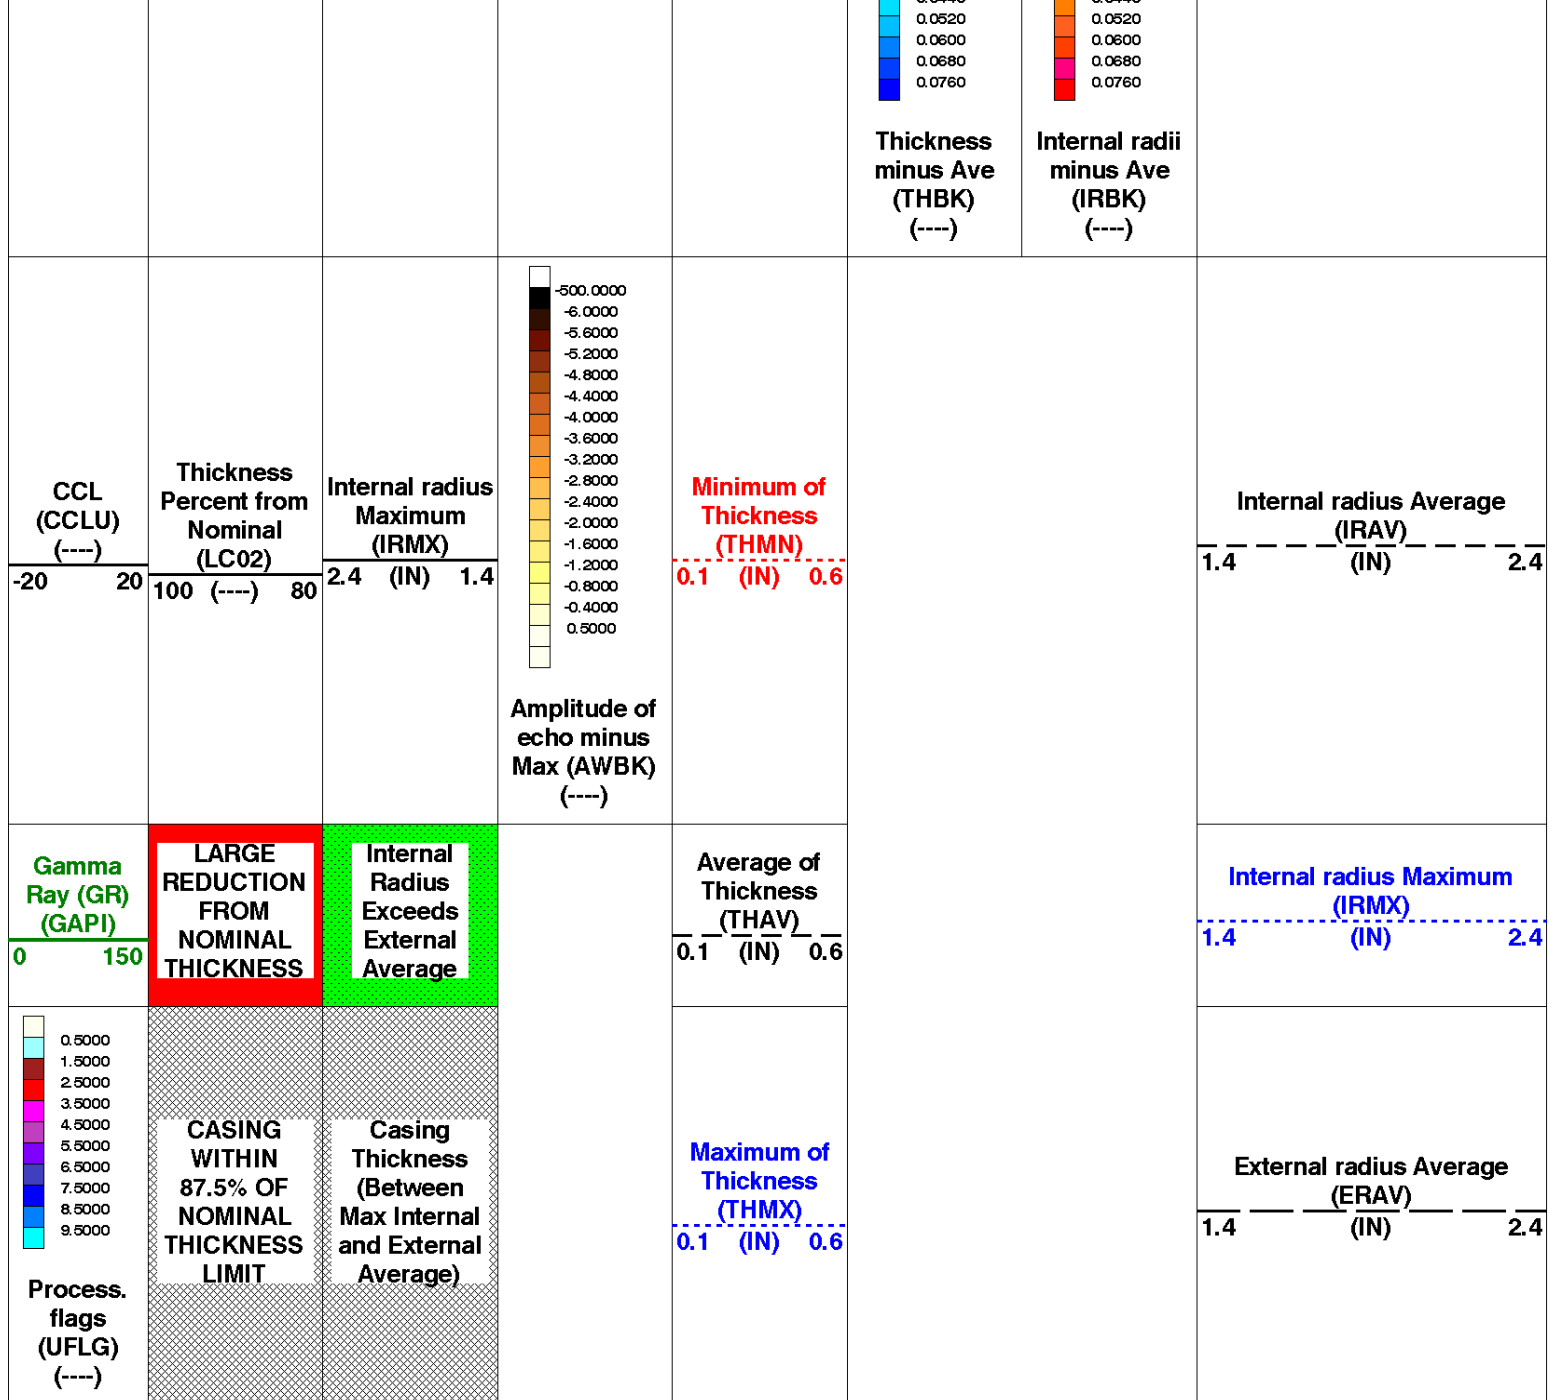 0.0520
0.0600
0.0680
0.0760
Thickness
minus Ave
(THBK)
(----)
0.0520
0.0600
0.0680
0.0760
Internal radii
minus Ave
(IRBK)
(----)
CCL
(CCLU)
(----)
-20 20
Thickness
Percent from
Nominal
(LC02)
100 (----) 80
Internal radius
Maximum
(IRMX)
2.4 (IN) 1.4
-500.0000
-6.0000
-5.6000
-5.2000
-4.8000
-4.4000
-4.0000
-3.6000
-3.2000
-2.8000
-2.4000
-2.0000
-1.6000
-1.2000
-0.8000
-0.4000
0.5000
Amplitude of
echo minus
Max (AWBK)
(----)
Minimum of
Thickness
(THMN)
0.1 (IN) 0.6
Internal radius Average
(IRAV)
1.4 (IN) 2.4
Gamma
Ray (GR)
(GAPI)
0 150
LARGE
REDUCTION
FROM
NOMINAL
THICKNESS
Internal
Radius
Exceeds
External
Average
Average of
Thickness
(THAV)
0.1 (IN) 0.6
Internal radius Maximum
(IRMX)
1.4 (IN) 2.4
0.5000
1.5000
2.5000
3.5000
4.5000
5.5000
6.5000
7.5000
8.5000
9.5000
Process.
flags
(UFLG)
(----)
CASING
WITHIN
87.5% OF
NOMINAL
THICKNESS
LIMIT
Casing
Thickness
(Between
Max Internal
and External
Average)
Maximum of
Thickness
(THMX)
0.1 (IN) 0.6
External radius Average
(ERAV)
1.4 (IN) 2.4